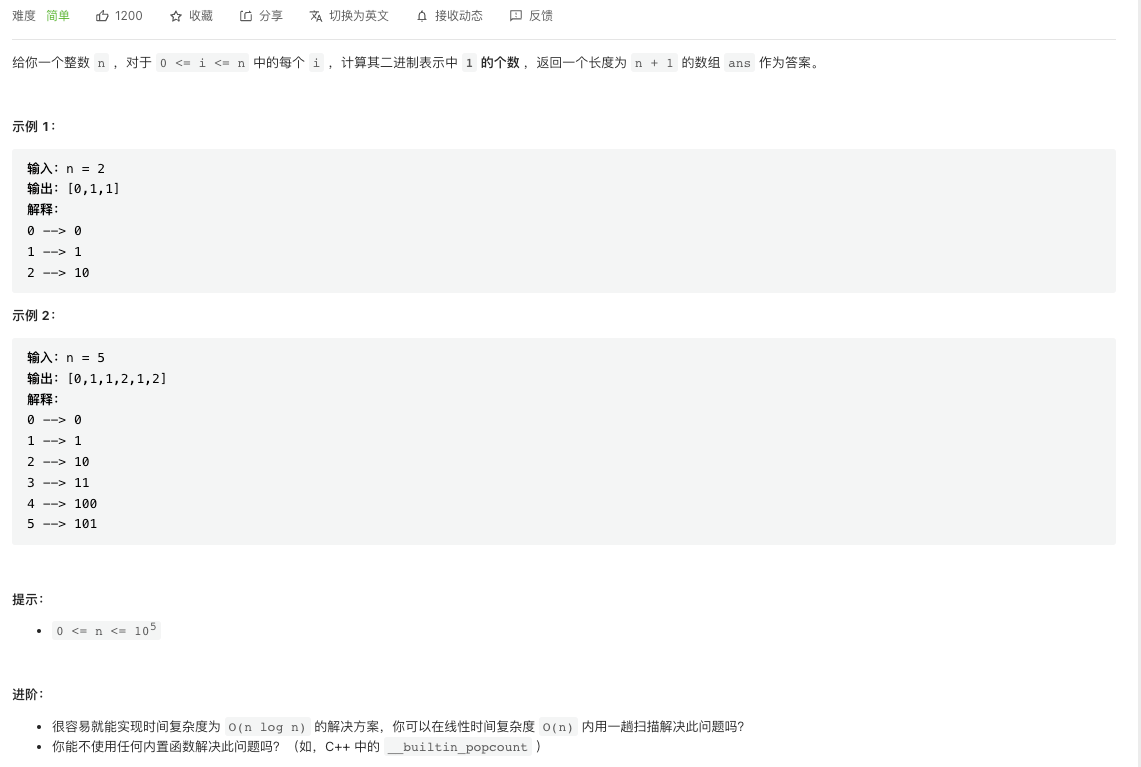 难度 简单 1200 收藏 分享 切换为英文 接收动态 反馈
给你一个整数 n ，对于 0 <= i <= n 中的每个 i ，计算其二进制表示中 1 的个数 ，返回一个长度为 n + 1 的数组 ans 作为答案。
示例 1：
输入：n = 2
输出：[0,1,1]
解释：
0 --> 0
1 --> 1
2 --> 10
示例 2：
输入：n = 5
输出：[0,1,1,2,1,2]
解释：
0 --> 0
1 --> 1
2 --> 10
3 --> 11
4 --> 100
5 --> 101
提示：
• 0 <= n <= 10⁵
进阶：
• 很容易就能实现时间复杂度为 O(n log n) 的解决方案，你可以在线性时间复杂度 O(n) 内用一趟扫描解决此问题吗？
• 你能不使用任何内置函数解决此问题吗？（如，C++ 中的 __builtin_popcount ）